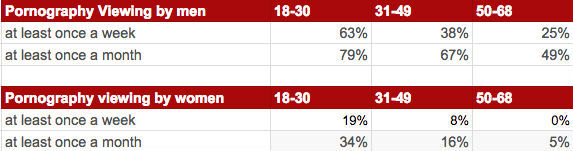 Pornography Viewing by men 18-30 31-49 50-68
at least once a week 63% 38% 25%
at least once a month 79% 67% 49%
Pornography viewing by women 18-30 31-49 50-68
at least once a week 19% 8% 0%
at least once a month 34% 16% 5%